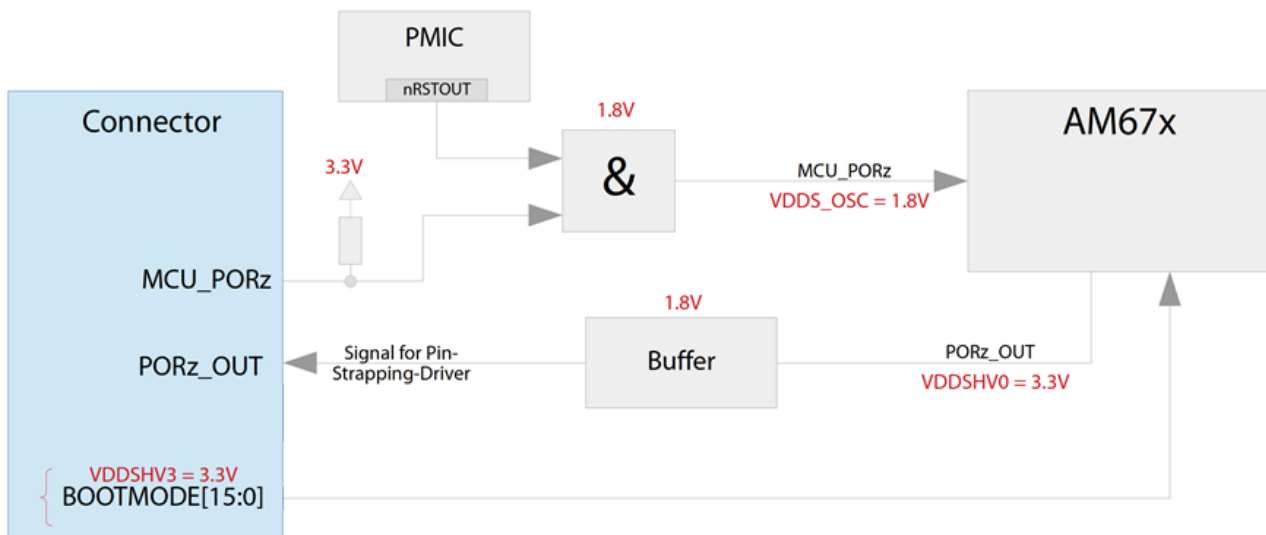 PMIC
nRSTOUT
Connector
1.8V
AM67x
3.3V
&
MCU_PORz
VDDS_OSC = 1.8V
MCU_PORz
1.8V
PORz_OUT
Signal for Pin-
Strapping-Driver
Buffer
PORz_OUT
VDDSHV0 = 3.3V
VDDSHV3 = 3.3V
BOOTMODE[15:0]